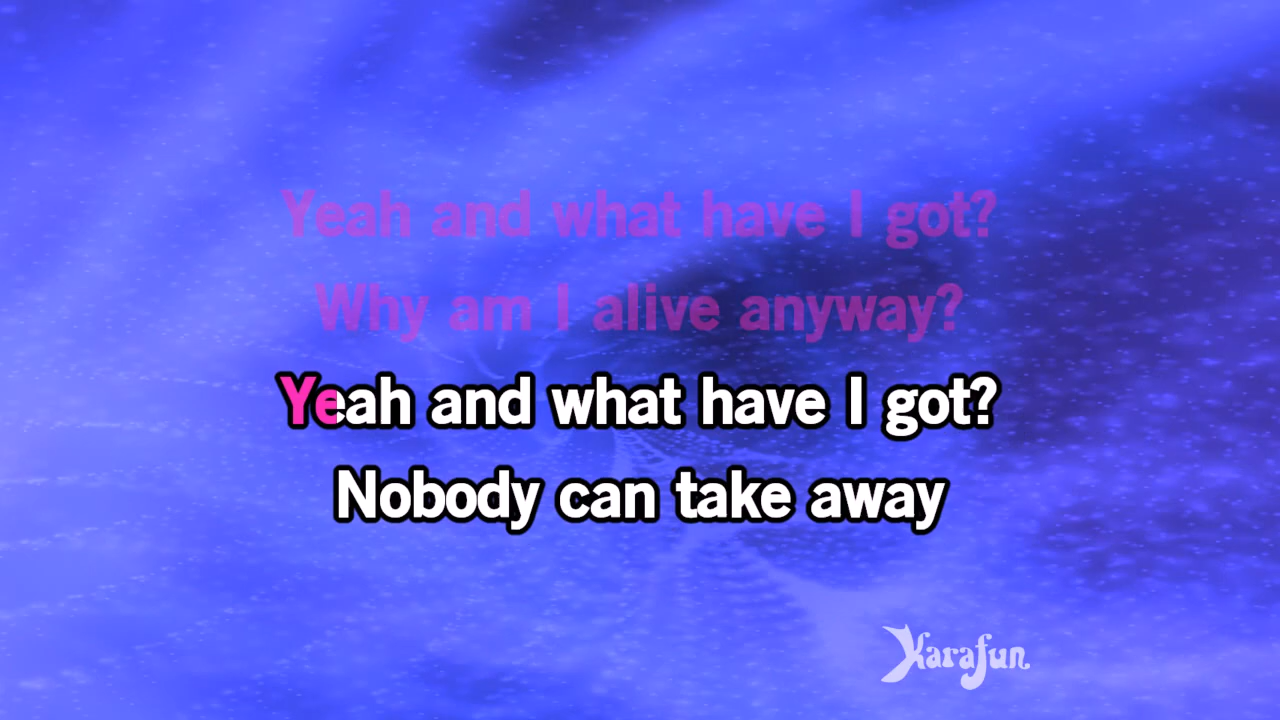 Yeah and what have I got?
Why am I alive anyway?
Yeah and what have I got?
Nobody can take away
Karafun